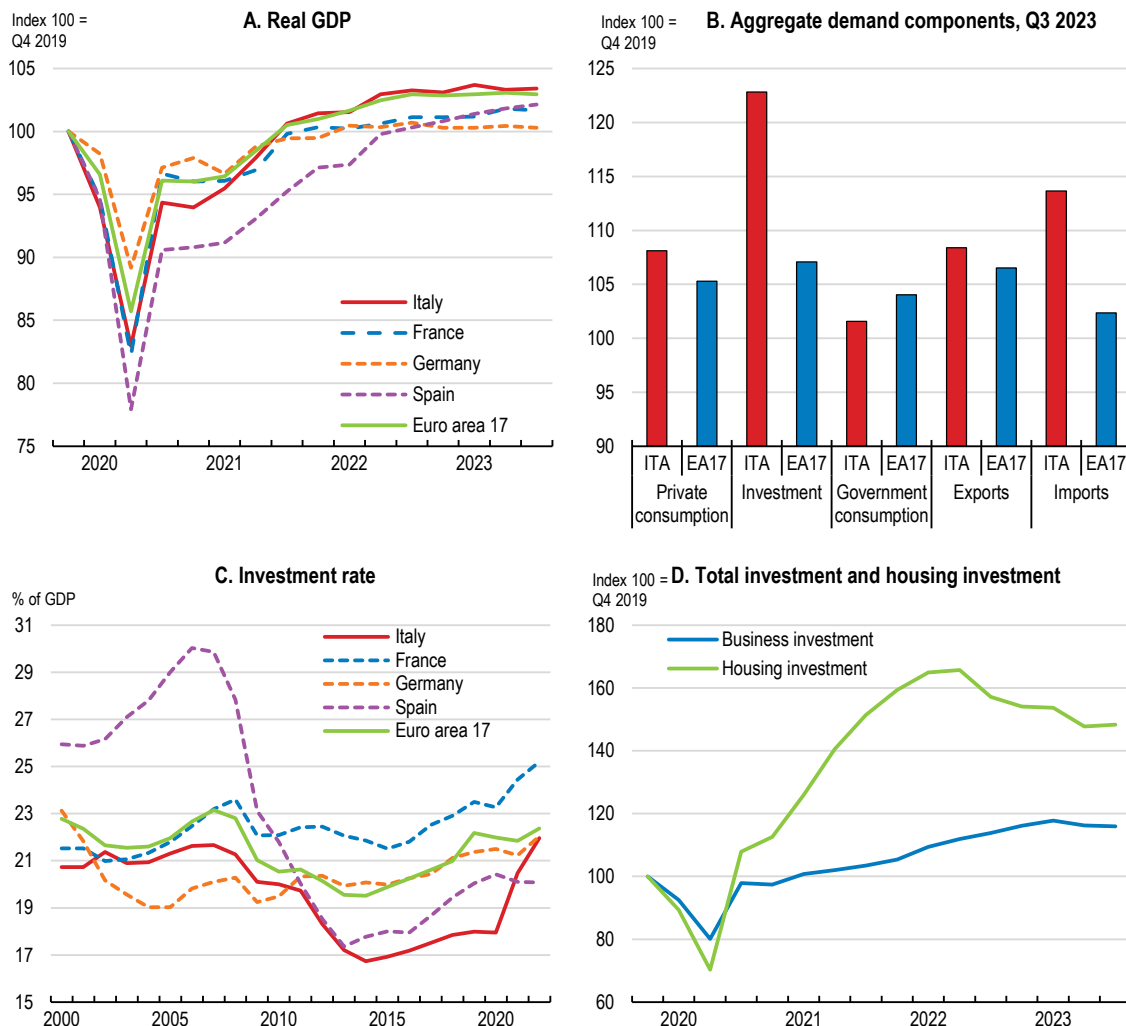 A. Real GDP
Index 100 =
Q4 2019
105
100
95
90
85
80
75
Italy
France
Germany
Spain
Euro area 17
2020 2021 2022 2023
B. Aggregate demand components, Q3 2023
Index 100 =
Q4 2019
125
120
115
110
105
100
95
90
ITA EA17 ITA EA17 ITA EA17 ITA EA17 ITA EA17
Private Investment Government Exports Imports
consumption consumption
C. Investment rate
% of GDP
31
29
27
25
23
21
19
17
15
Italy
France
Germany
Spain
Euro area 17
2000 2005 2010 2015 2020
D. Total investment and housing investment
Index 100 =
Q4 2019
180
160
140
120
100
80
60
Business investment
Housing investment
2020 2021 2022 2023